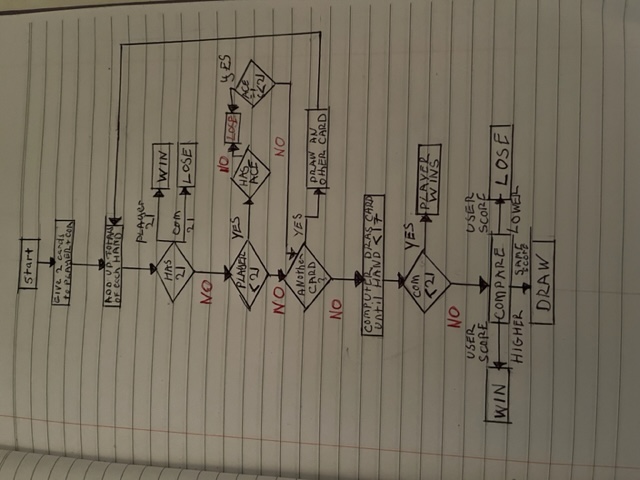 Start
Give 2 cards
to PLAYER + COM
ADD UP TOTAL
OF each HAND
player
21
WIN
HAS
21
com
21
LOSE
NO
PLAYER
<21
YES
HAS
ACE
NO
LOSE
YES
ACE
=1
<21
NO
NO
ANOther
CARD
?
YES
DRAW AN
OTHER CARD
NO
COMPUTER DRAS CARD
until HAND <17
COM
<21
YES
PLAYER
WINS
NO
USER
SCORE
USER
SCORE
WIN
COMPARE
LOSE
HIGHER
SAME
SCORE
LOWER
DRAW